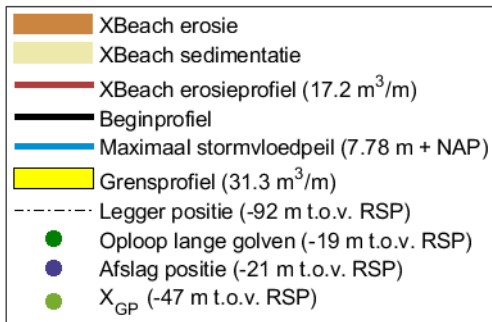 XBeach erosie
XBeach sedimentatie
XBeach erosieprofiel (17.2 m³/m)
Beginprofiel
Maximaal stormvloedpeil (7.78 m + NAP)
Grensprofiel (31.3 m³/m)
Legger positie (-92 m t.o.v. RSP)
Oploop lange golven (-19 m t.o.v. RSP)
Afslag positie (-21 m t.o.v. RSP)
X_GP (-47 m t.o.v. RSP)